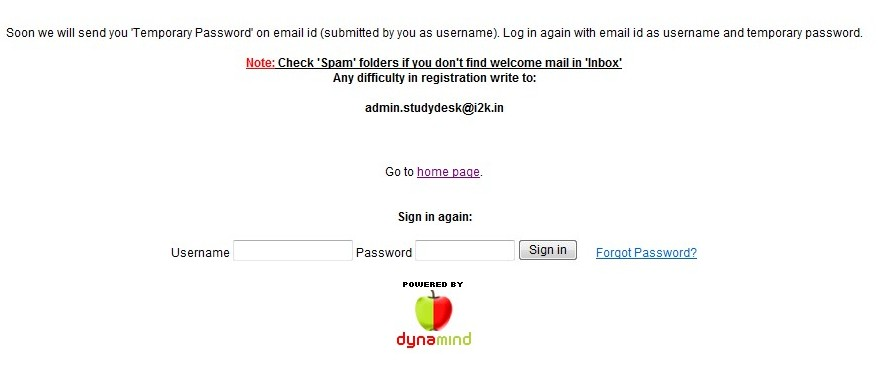 Soon we will send you 'Temporary Password' on email id (submitted by you as username). Log in again with email id as username and temporary password.
Note: Check 'Spam' folders if you don't find welcome mail in 'Inbox'
Any difficulty in registration write to:
admin.studydesk@i2k.in
Go to home page.
Sign in again:
Username Password Sign in Forgot Password?
POWERED BY
dynamind